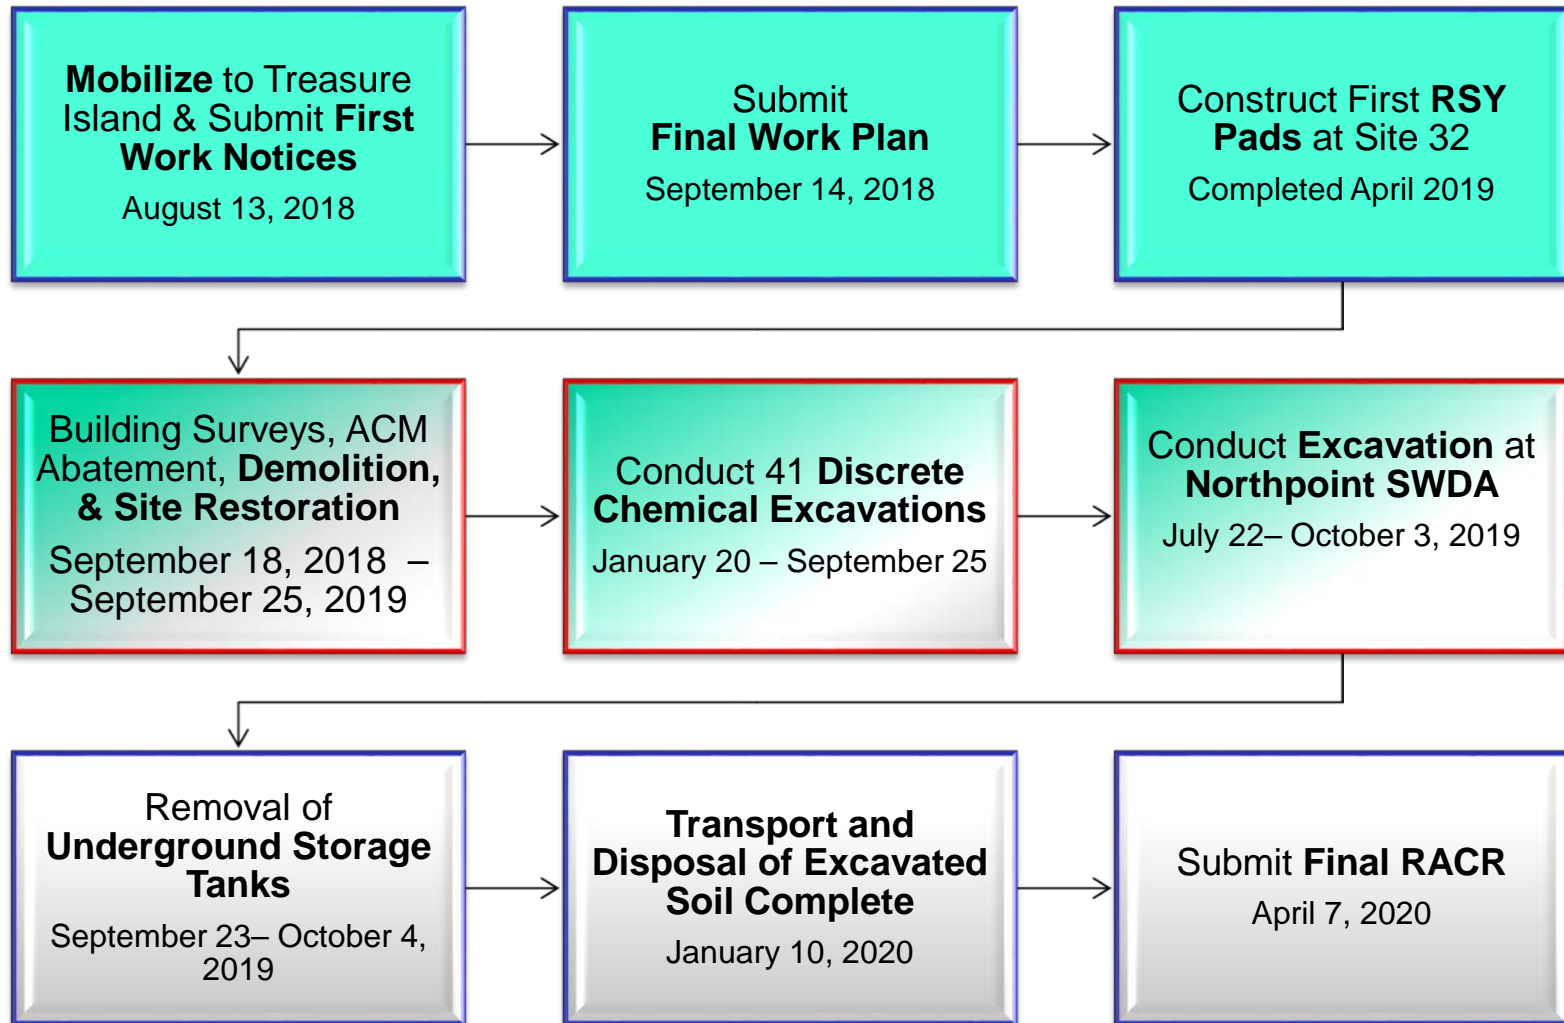 Mobilize to Treasure
Island & Submit First
Work Notices
August 13, 2018
Submit
Final Work Plan
September 14, 2018
Construct First RSY
Pads at Site 32
Completed April 2019
Building Surveys, ACM
Abatement, Demolition,
& Site Restoration
September 18, 2018 –
September 25, 2019
Conduct 41 Discrete
Chemical Excavations
January 20 – September 25
Conduct Excavation at
Northpoint SWDA
July 22– October 3, 2019
Removal of
Underground Storage
Tanks
September 23– October 4,
2019
Transport and
Disposal of Excavated
Soil Complete
January 10, 2020
Submit Final RACR
April 7, 2020